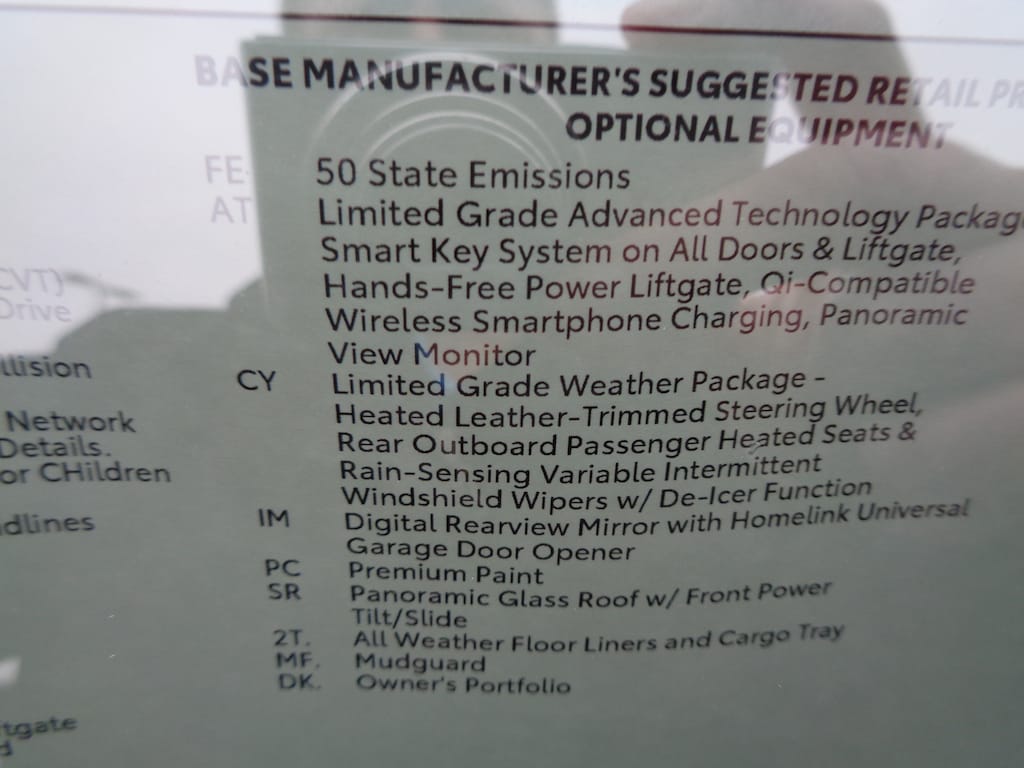 BASE MANUFACTURER'S SUGGESTED RETAIL PR
OPTIONAL EQUIPMENT
FE 50 State Emissions
AT Limited Grade Advanced Technology Packag
Smart Key System on All Doors & Liftgate,
CVT) Hands-Free Power Liftgate, Qi-Compatible
Drive Wireless Smartphone Charging, Panoramic
View Monitor
llision
CY Limited Grade Weather Package -
Network Heated Leather-Trimmed Steering Wheel,
Details. Rear Outboard Passenger Heated Seats &
or CHildren Rain-Sensing Variable Intermittent
Windshield Wipers w/ De-Icer Function
dlines IM Digital Rearview Mirror with Homelink Universal
Garage Door Opener
PC Premium Paint
SR Panoramic Glass Roof w/ Front Power
Tilt/Slide
2T. All Weather Floor Liners and Cargo Tray
MF. Mudguard
DK. Owner's Portfolio
ftgate